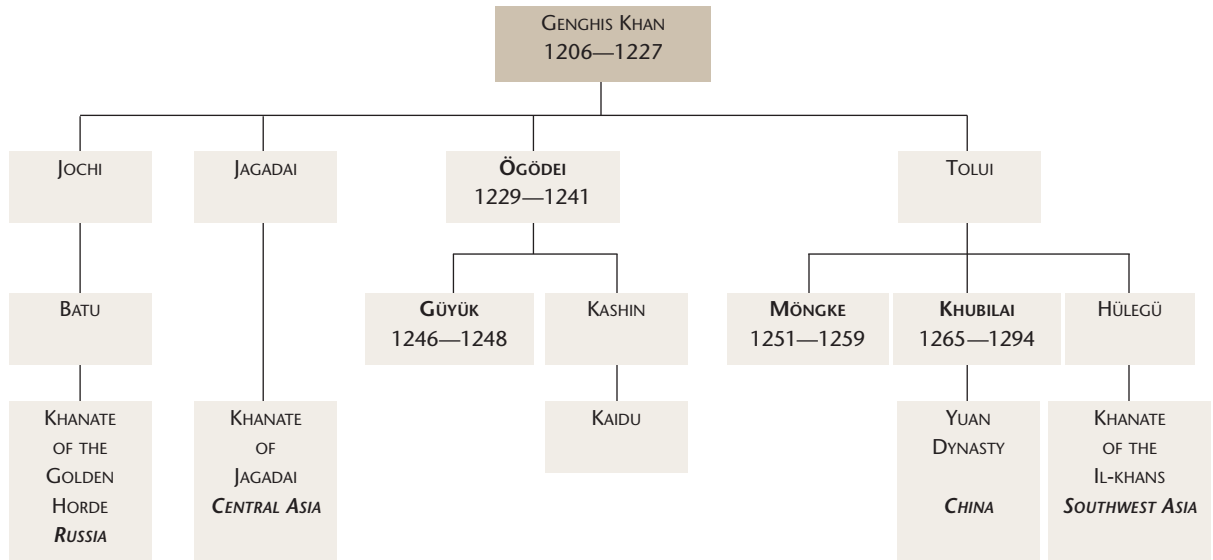 Genghis Khan
1206—1227
Jochi
Jagadai
Ögödei
1229—1241
Tolui
Batu
Güyük
1246—1248
Kashin
Möngke
1251—1259
Khubilai
1265—1294
Hülegü
Khanate
of the
Golden
Horde
Russia
Khanate
of
Jagadai
Central Asia
Kaidu
Yuan
Dynasty
China
Khanate
of the
Il-khans
Southwest Asia